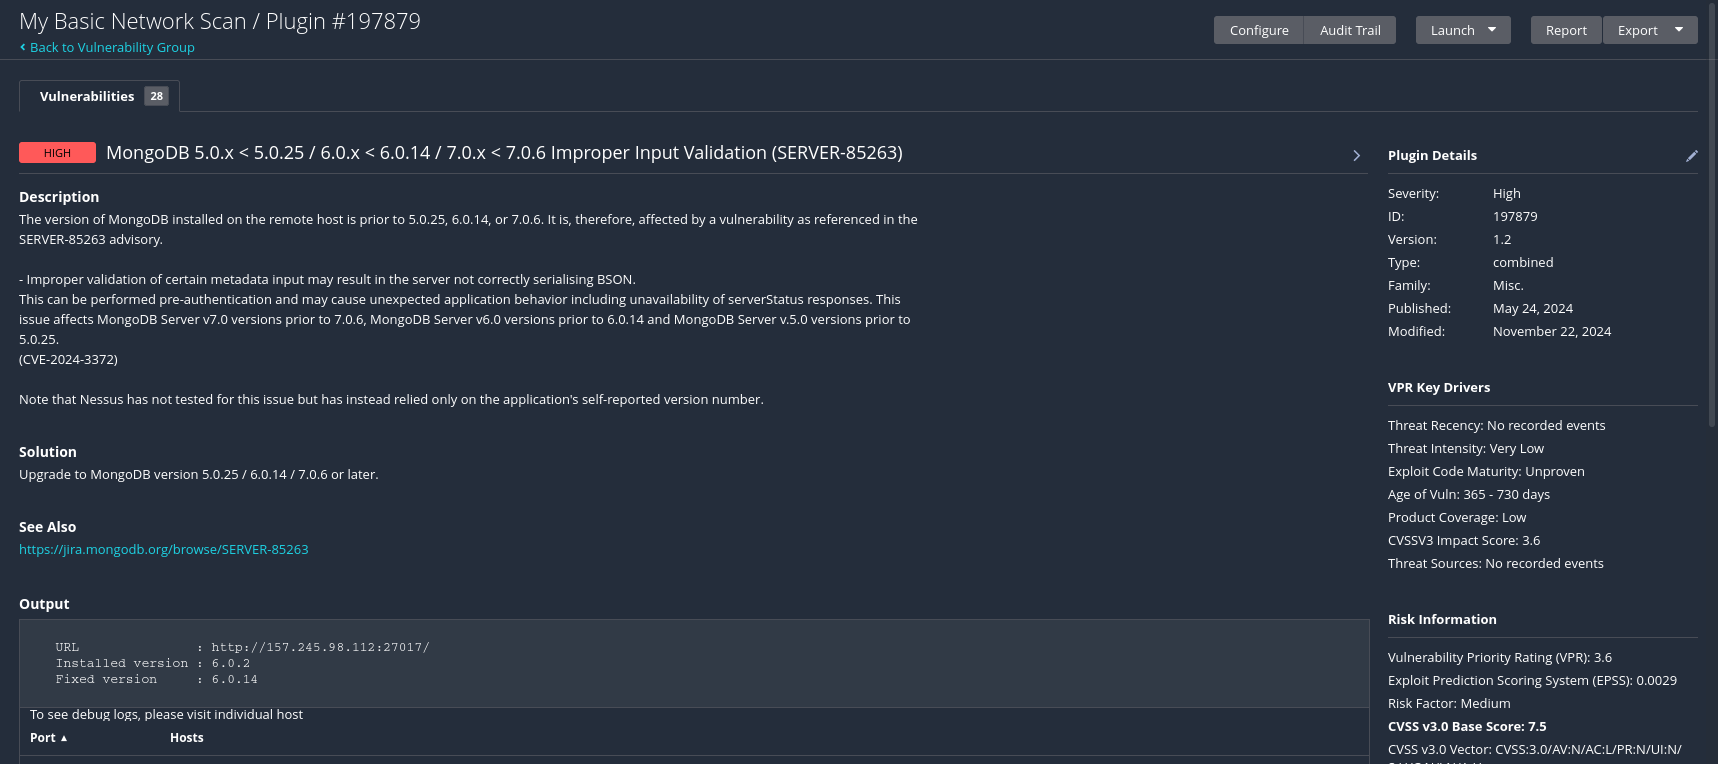 My Basic Network Scan / Plugin #197879
Back to Vulnerability Group
Configure Audit Trail Launch Report Export
Vulnerabilities 28
HIGH MongoDB 5.0.x < 5.0.25 / 6.0.x < 6.0.14 / 7.0.x < 7.0.6 Improper Input Validation (SERVER-85263)
Description
The version of MongoDB installed on the remote host is prior to 5.0.25, 6.0.14, or 7.0.6. It is, therefore, affected by a vulnerability as referenced in the
SERVER-85263 advisory.
- Improper validation of certain metadata input may result in the server not correctly serialising BSON.
This can be performed pre-authentication and may cause unexpected application behavior including unavailability of serverStatus responses. This
issue affects MongoDB Server v7.0 versions prior to 7.0.6, MongoDB Server v6.0 versions prior to 6.0.14 and MongoDB Server v.5.0 versions prior to
5.0.25.
(CVE-2024-3372)
Note that Nessus has not tested for this issue but has instead relied only on the application's self-reported version number.
Solution
Upgrade to MongoDB version 5.0.25 / 6.0.14 / 7.0.6 or later.
See Also
https://jira.mongodb.org/browse/SERVER-85263
Output
URL : http://157.245.98.112:27017/
Installed version : 6.0.2
Fixed version : 6.0.14
To see debug logs, please visit individual host
Port ▲ Hosts
Plugin Details
Severity: High
ID: 197879
Version: 1.2
Type: combined
Family: Misc.
Published: May 24, 2024
Modified: November 22, 2024
VPR Key Drivers
Threat Recency: No recorded events
Threat Intensity: Very Low
Exploit Code Maturity: Unproven
Age of Vuln: 365 - 730 days
Product Coverage: Low
CVSSV3 Impact Score: 3.6
Threat Sources: No recorded events
Risk Information
Vulnerability Priority Rating (VPR): 3.6
Exploit Prediction Scoring System (EPSS): 0.0029
Risk Factor: Medium
CVSS v3.0 Base Score: 7.5
CVSS v3.0 Vector: CVSS:3.0/AV:N/AC:L/PR:N/UI:N/